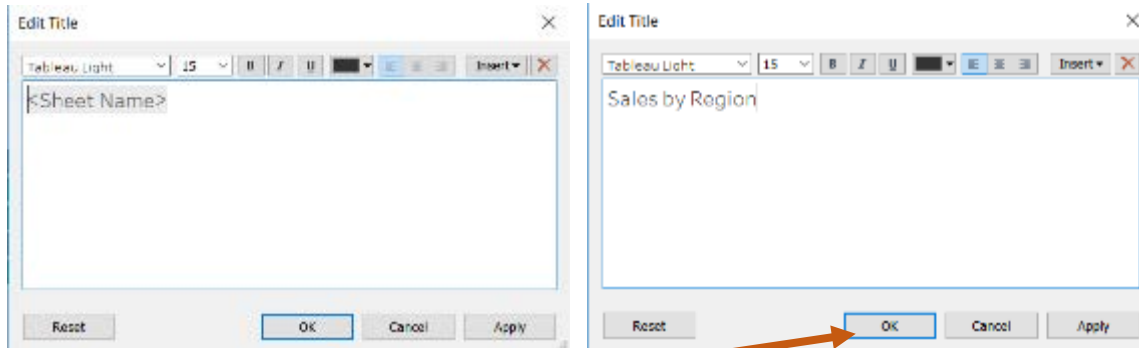 Edit Title
Tableau Light 15 B I U Insert
<Sheet Name>
Reset OK Cancel Apply
Edit Title
Tableau Light 15 B I U Insert
Sales by Region
Reset OK Cancel Apply